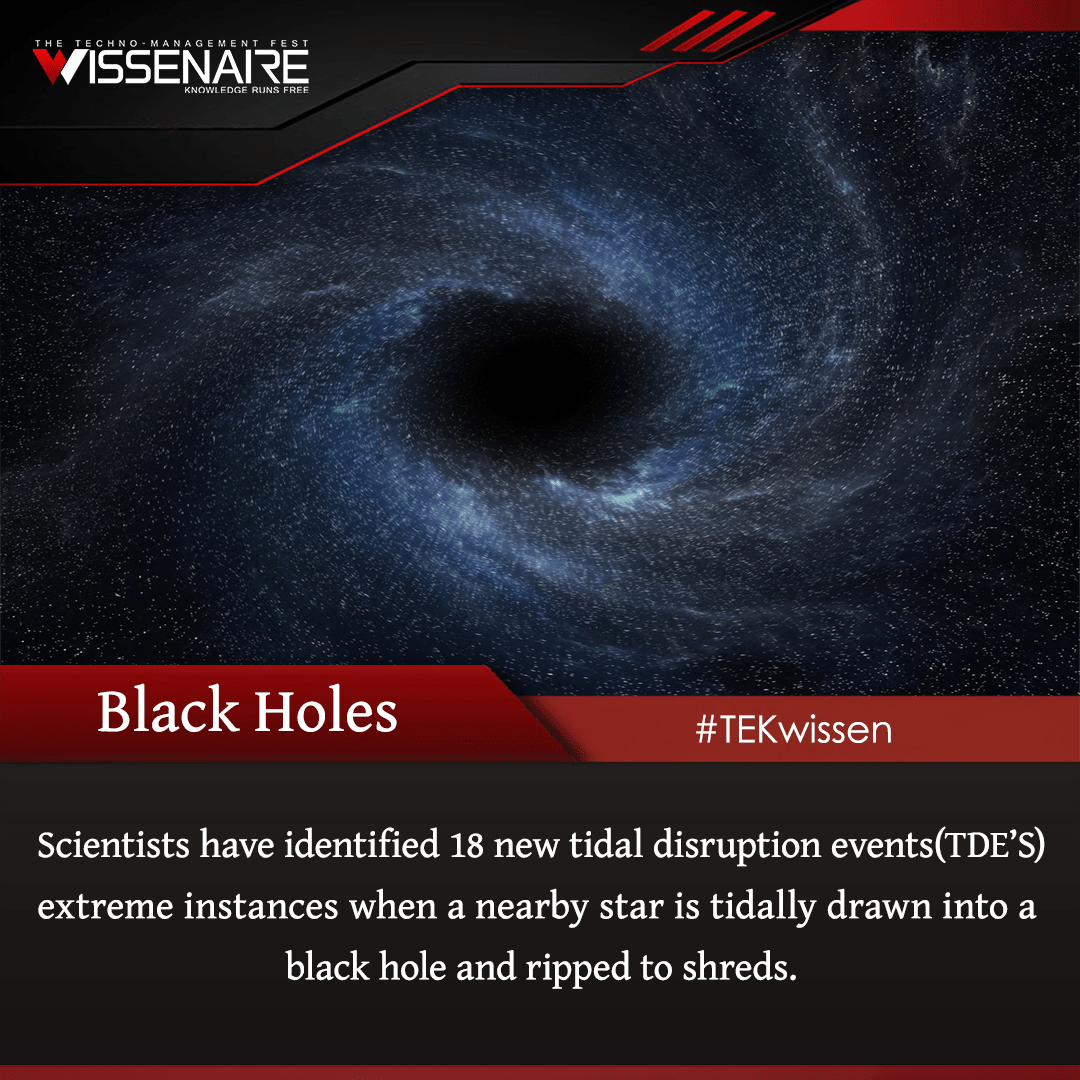 THE TECHNO-MANAGEMENT FEST
WISSENAIRE
KNOWLEDGE RUNS FREE
Black Holes
#TEKwissen
Scientists have identified 18 new tidal disruption events(TDE’S)
extreme instances when a nearby star is tidally drawn into a
black hole and ripped to shreds.